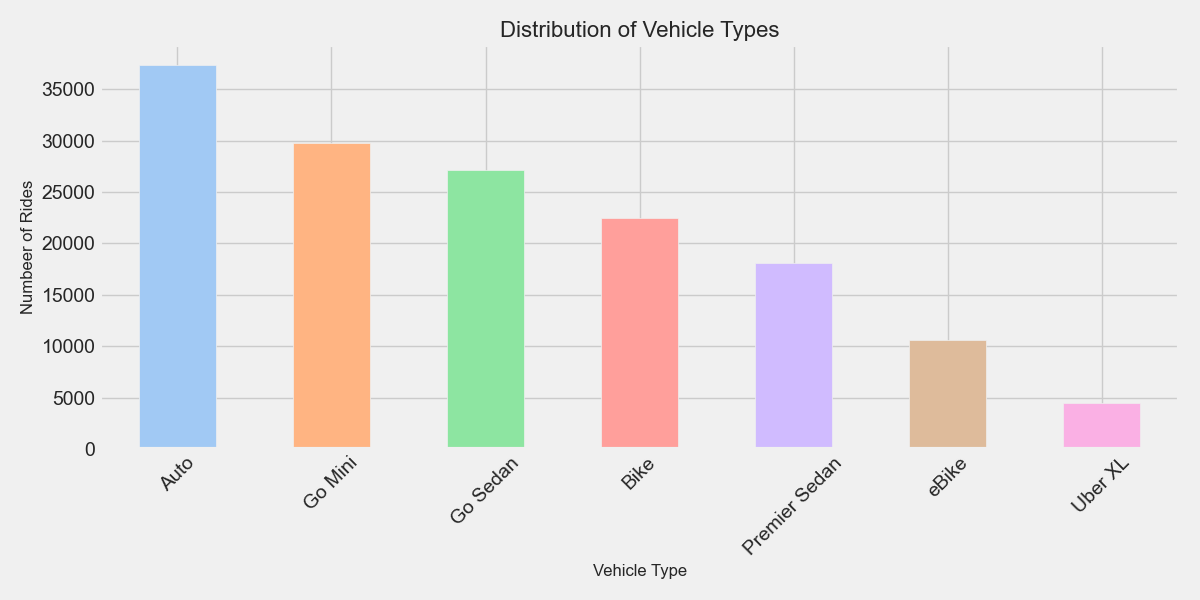 Distribution of Vehicle Types
Numbeer of Rides
35000
30000
25000
20000
15000
10000
5000
0
Auto
Go Mini
Go Sedan
Bike
Premier Sedan
eBike
Uber XL
Vehicle Type